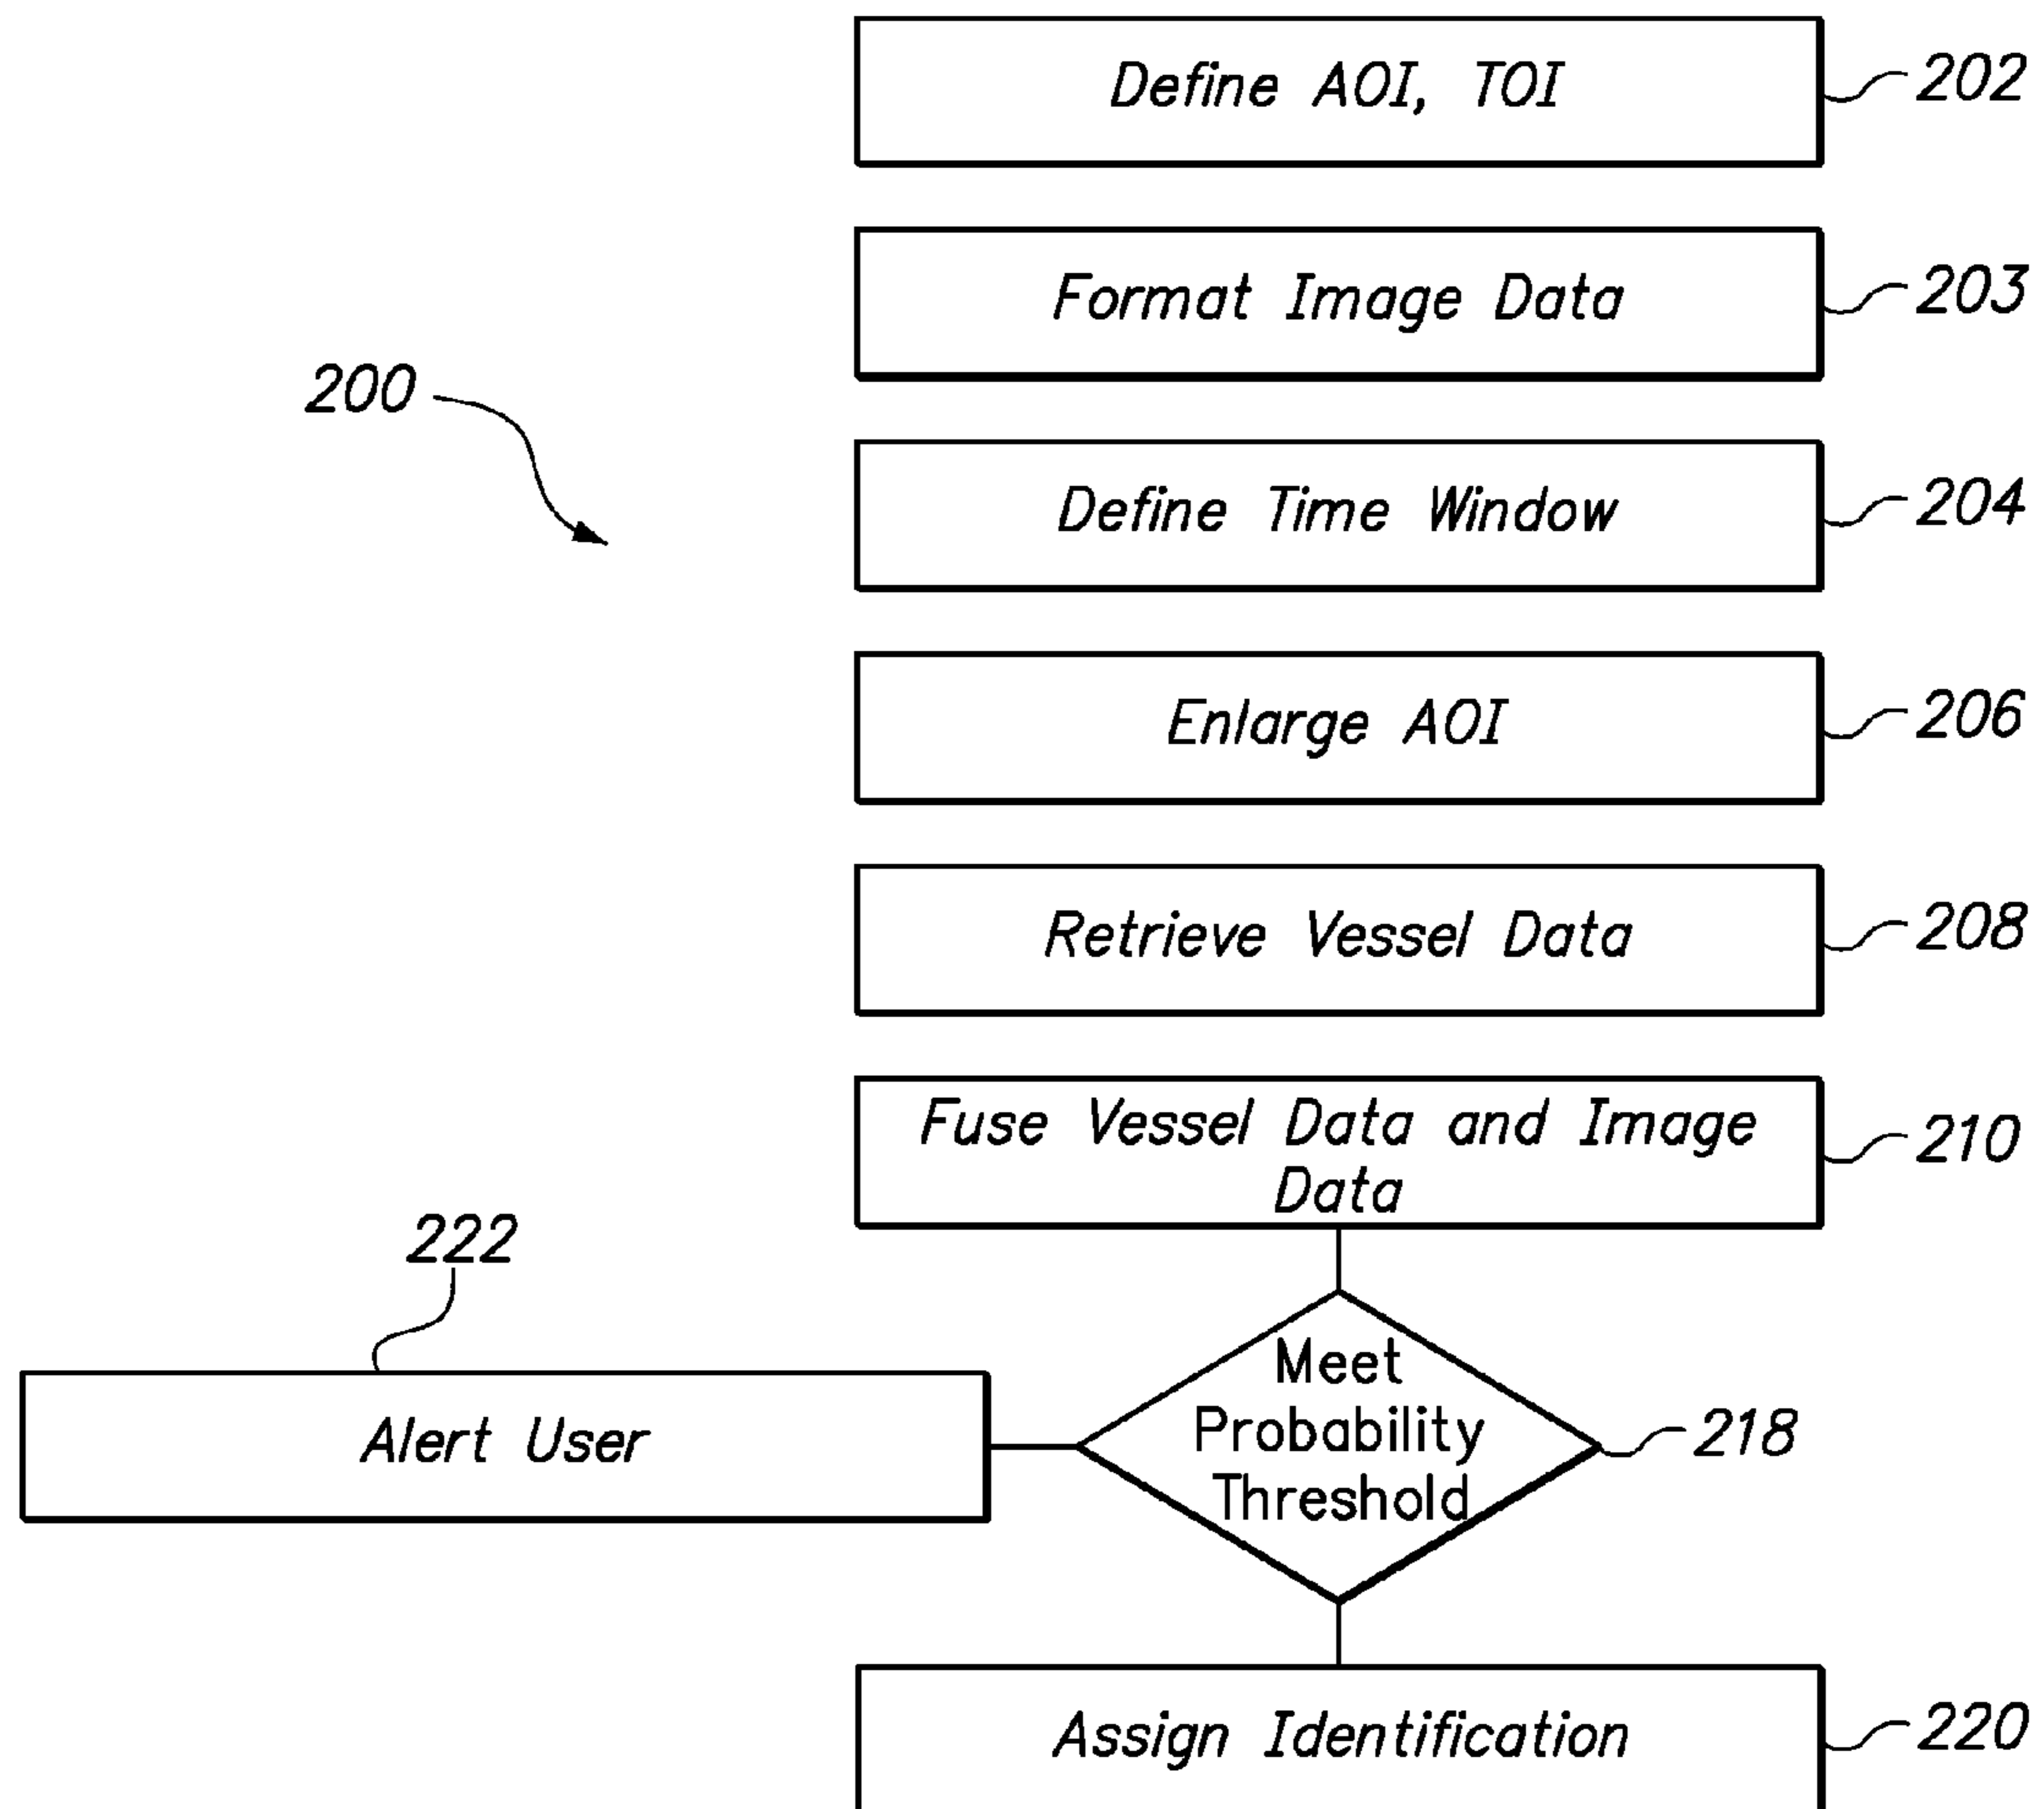 Define AOI, TOI
202
Format Image Data
203
200
Define Time Window
204
Enlarge AOI
206
Retrieve Vessel Data
208
Fuse Vessel Data and Image
Data
210
222
Alert User
Meet
Probability
Threshold
218
Assign Identification
220